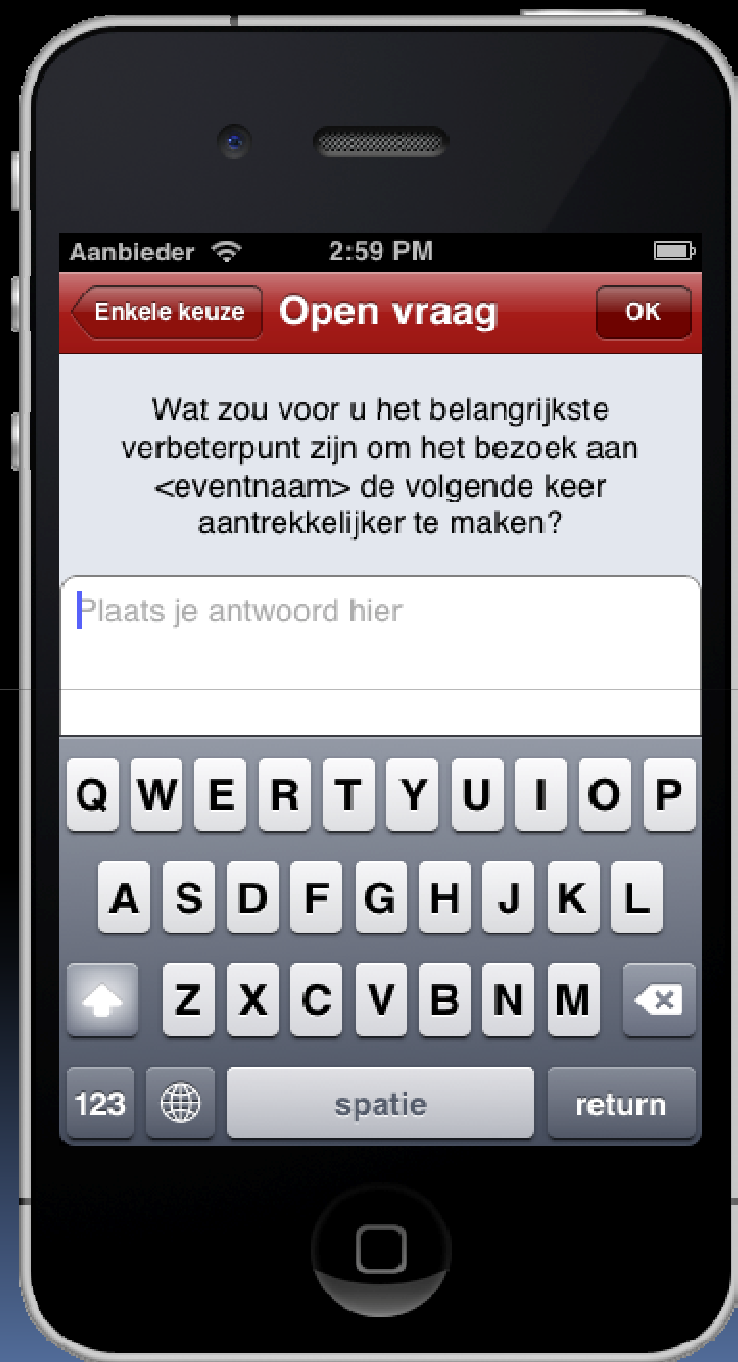 Aanbieder 2:59 PM
Enkele keuze Open vraag OK
Wat zou voor u het belangrijkste
verbeterpunt zijn om het bezoek aan
<eventnaam> de volgende keer
aantrekkelijker te maken?
Plaats je antwoord hier
Q W E R T Y U I O P
A S D F G H J K L
Z X C V B N M
123 spatie return